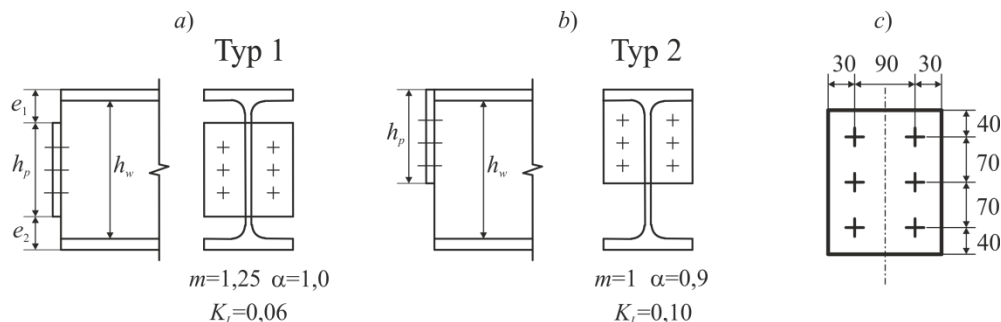 a)
Typ 1
e1
hp
hw
e2
m=1,25 α=1,0
Kt=0,06
b)
Typ 2
hp
hw
m=1 α=0,9
Kt=0,10
c)
30 90 30
40
70
70
40